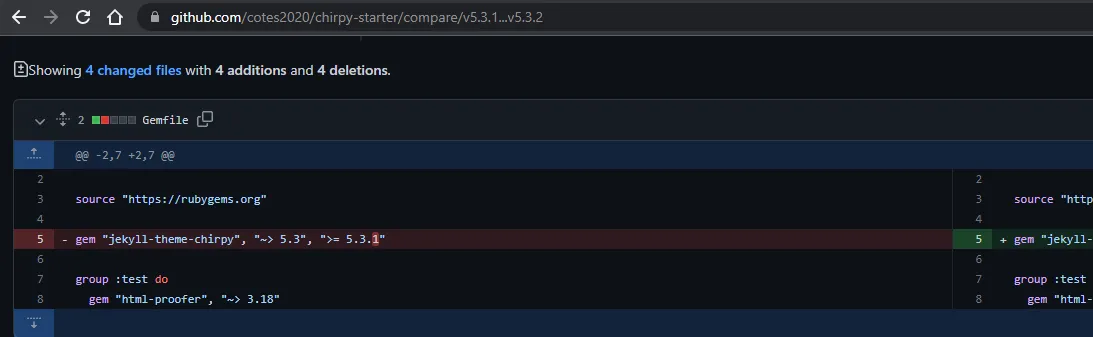 github.com/cotes2020/chirpy-starter/compare/v5.3.1...v5.3.2
Showing 4 changed files with 4 additions and 4 deletions.
2 Gemfile
@@ -2,7 +2,7 @@
2 2
3 source "https://rubygems.org" 3 source "http
4 4
5 - gem "jekyll-theme-chirpy", "~> 5.3", ">= 5.3.1" 5 + gem "jekyll-
6 6
7 group :test do 7 group :test
8 gem "html-proofer", "~> 3.18" 8 gem "html-